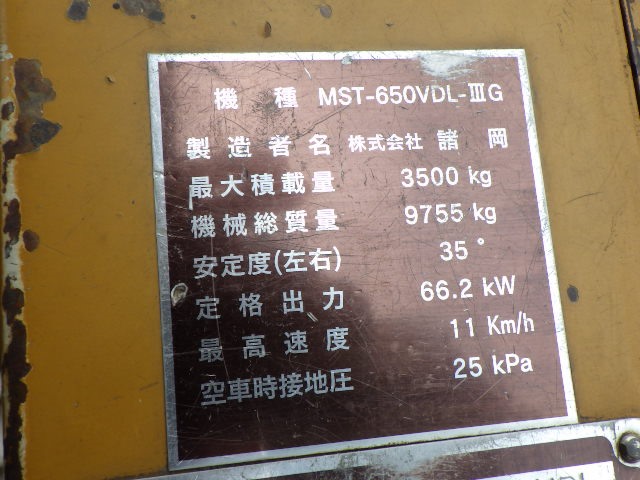 機種 MST-650VDL-ⅢG
製造者名 株式会社 諸岡
最大積載量 3500 kg
機械総質量 9755 kg
安定度(左右) 35°
定格出力 66.2 kW
最高速度 11 Km/h
空車時接地圧 25 kPa